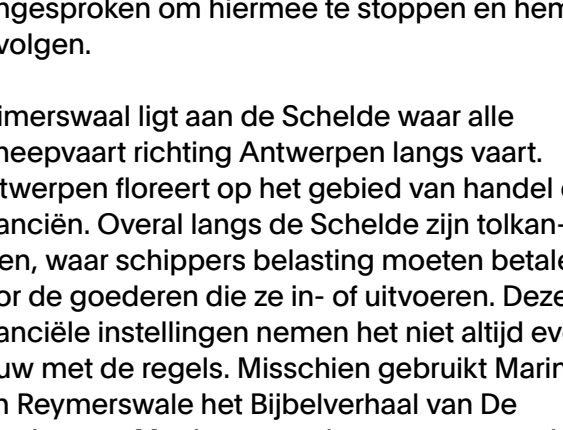 ngesproken om hiermee te stoppen en hem
volgen.
imerswaal ligt aan de Schelde waar alle
heepvaart richting Antwerpen langs vaart.
twerpen floreert op het gebied van handel
anciën. Overal langs de Schelde zijn tolkan-
en, waar schippers belasting moeten betale
or de goederen die ze in- of uitvoeren. Deze
anciële instellingen nemen het niet altijd ev
uw met de regels. Misschien gebruikt Marin
n Reymerswale het Bijbelverhaal van De